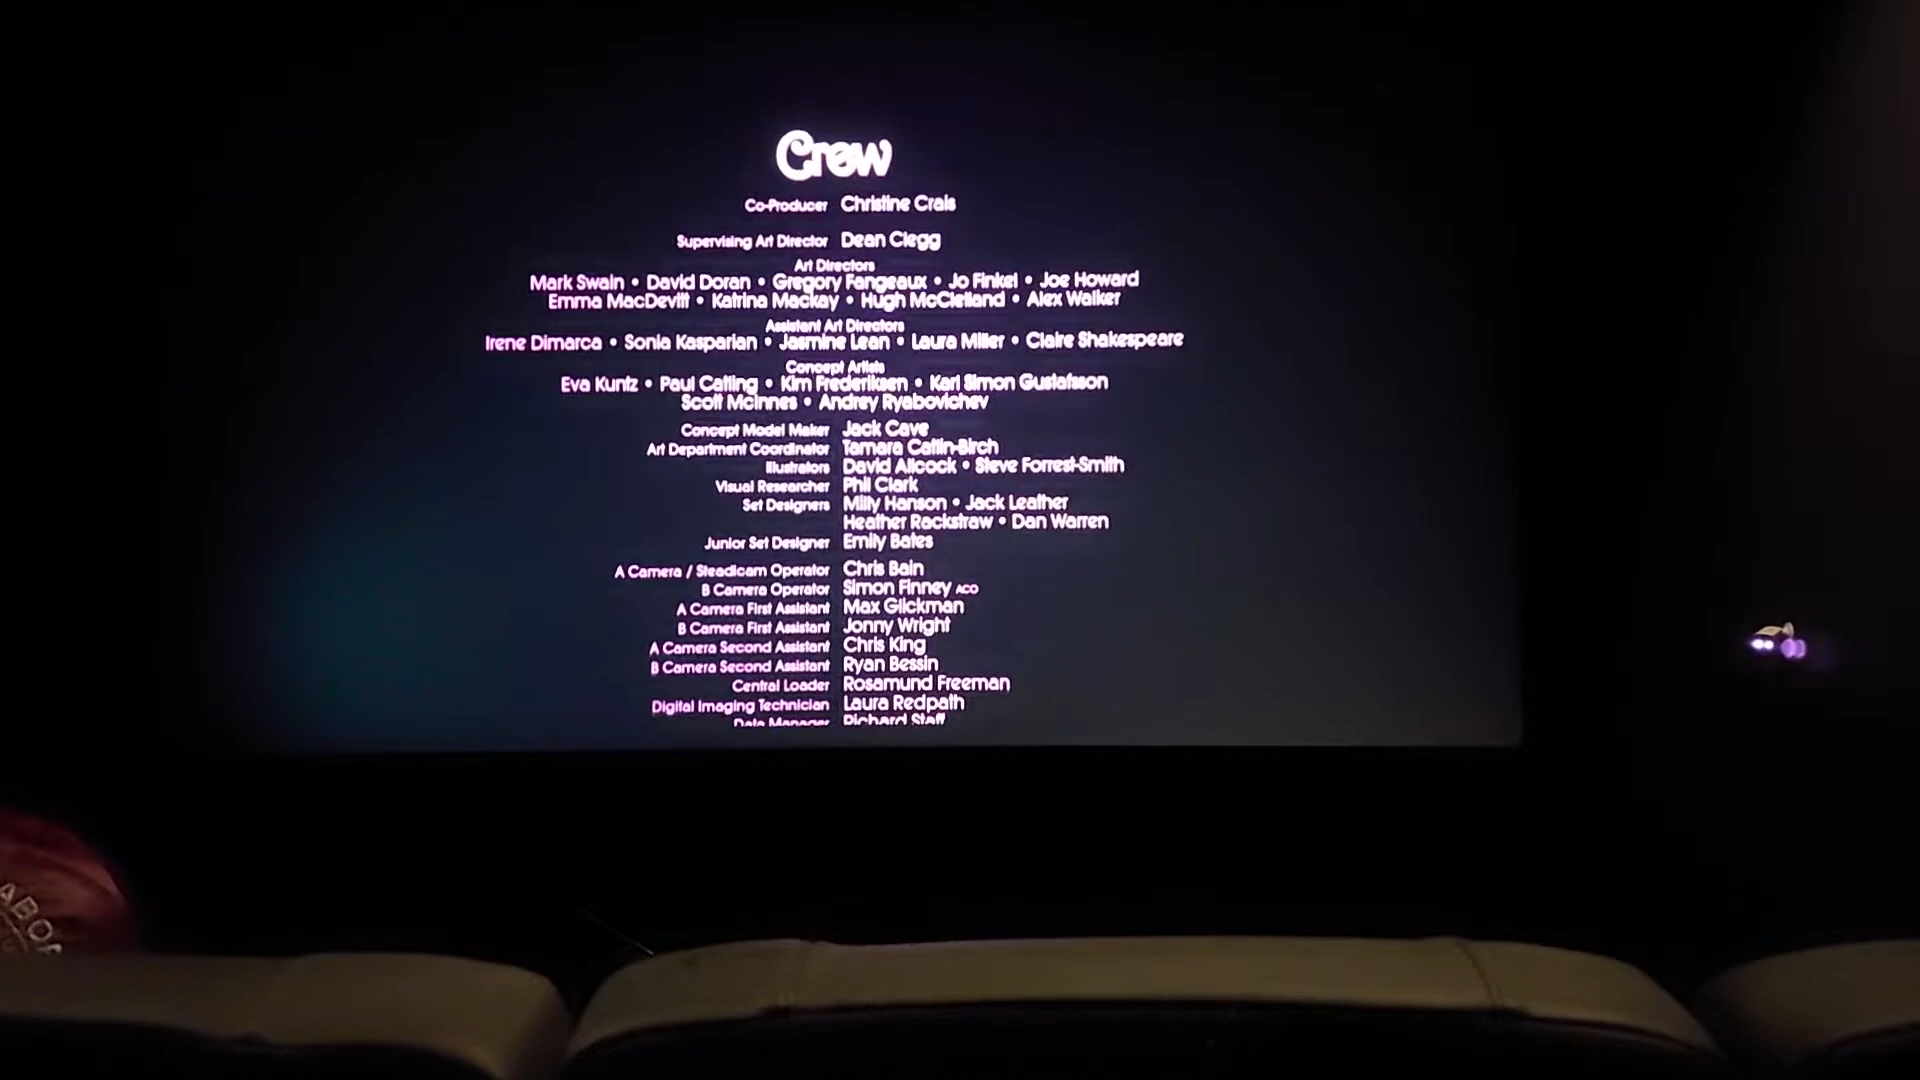 Crew
Co-Producer Christine Crais
Supervising Art Director Dean Clegg
Art Directors
Mark Swain • David Doran • Gregory Fangeaux • Jo Finkel • Joe Howard
Emma MacDevitt • Katrina Mackay • Hugh McClelland • Alex Walker
Assistant Art Directors
Irene Dimarca • Sonia Kasparian • Jasmine Lean • Laura Miller • Claire Shakespeare
Concept Artists
Eva Kuntz • Paul Catling • Kim Frederiksen • Karl Simon Gustafsson
Scott McInnes • Andrey Ryabovichev
Concept Model Maker Jack Cave
Art Department Coordinator Tamara Catlin-Birch
Illustrators David Allcock • Steve Forrest-Smith
Visual Researcher Phil Clark
Set Designers Milly Hanson • Jack Leather
Heather Rackstraw • Dan Warren
Junior Set Designer Emily Bates
A Camera / Steadicam Operator Chris Bain
B Camera Operator Simon Finney ACO
A Camera First Assistant Max Glickman
B Camera First Assistant Jonny Wright
A Camera Second Assistant Chris King
B Camera Second Assistant Ryan Bessin
Central Loader Rosamund Freeman
Digital Imaging Technician Laura Redpath
Data Manager Richard Staff